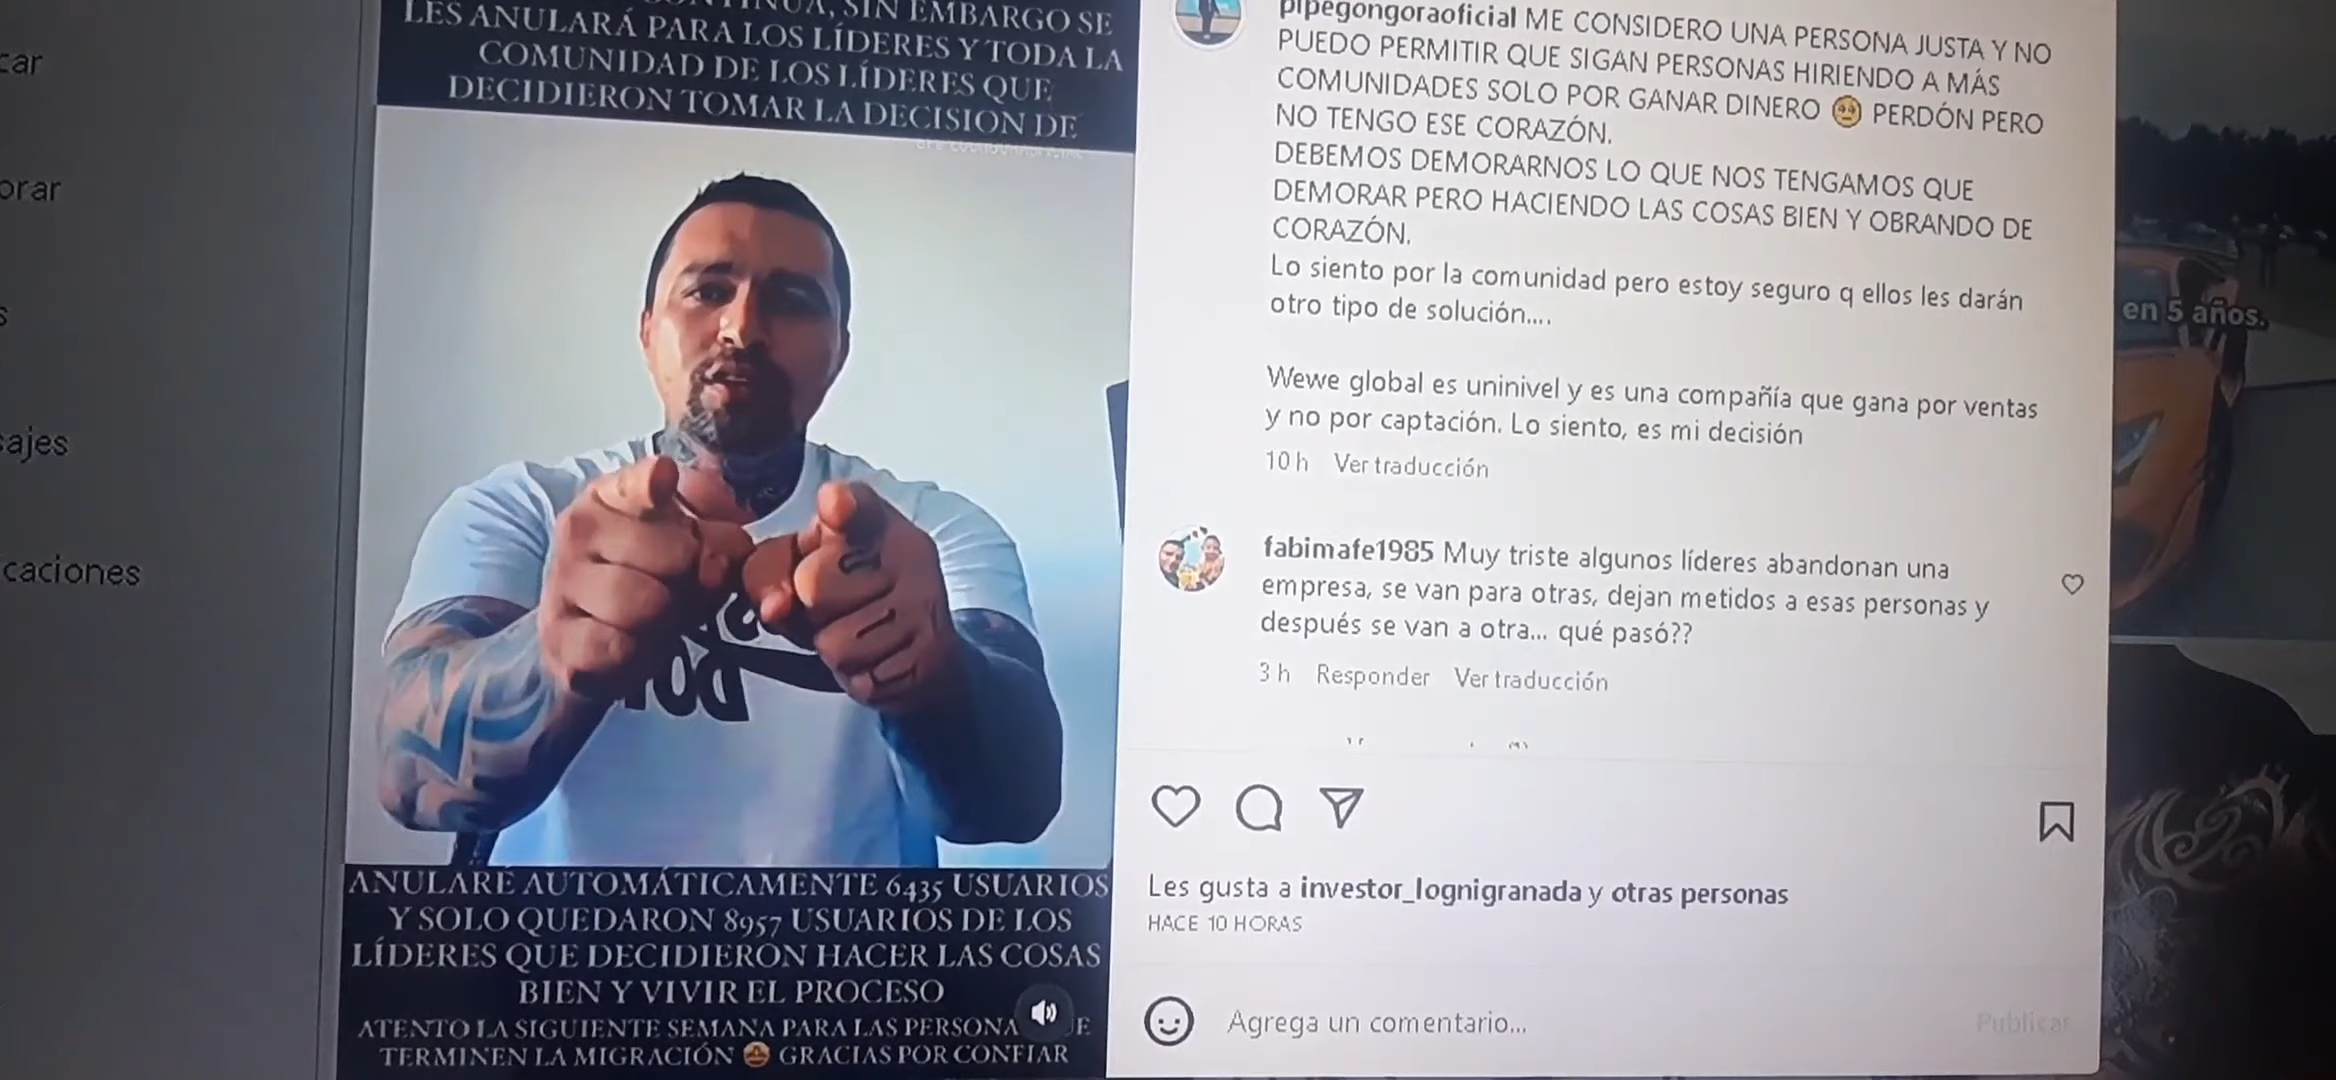 car
orar
s
sajes
caciones
CONTINUA, SIN EMBARGO SE
LES ANULARÁ PARA LOS LÍDERES Y TODA LA
COMUNIDAD DE LOS LÍDERES QUE
DECIDIERON TOMAR LA DECISION DE
ANULARÉ AUTOMÁTICAMENTE 6435 USUARIOS
Y SOLO QUEDARON 8957 USUARIOS DE LOS
LÍDERES QUE DECIDIERON HACER LAS COSAS
BIEN Y VIVIR EL PROCESO
ATENTO LA SIGUIENTE SEMANA PARA LAS PERSONA E
TERMINEN LA MIGRACIÓN 🤩 GRACIAS POR CONFIAR
pipegongoraoficial ME CONSIDERO UNA PERSONA JUSTA Y NO
PUEDO PERMITIR QUE SIGAN PERSONAS HIRIENDO A MÁS
COMUNIDADES SOLO POR GANAR DINERO 🥺 PERDÓN PERO
NO TENGO ESE CORAZÓN.
DEBEMOS DEMORARNOS LO QUE NOS TENGAMOS QUE
DEMORAR PERO HACIENDO LAS COSAS BIEN Y OBRANDO DE
CORAZÓN.
Lo siento por la comunidad pero estoy seguro q ellos les darán
otro tipo de solución....
Wewe global es uninivel y es una compañía que gana por ventas
y no por captación. Lo siento, es mi decisión
10 h Ver traducción
fabimafe1985 Muy triste algunos líderes abandonan una
empresa, se van para otras, dejan metidos a esas personas y
después se van a otra... qué pasó??
3 h Responder Ver traducción
Les gusta a investor_lognigranada y otras personas
HACE 10 HORAS
Agrega un comentario...
Publicar
en 5 años.